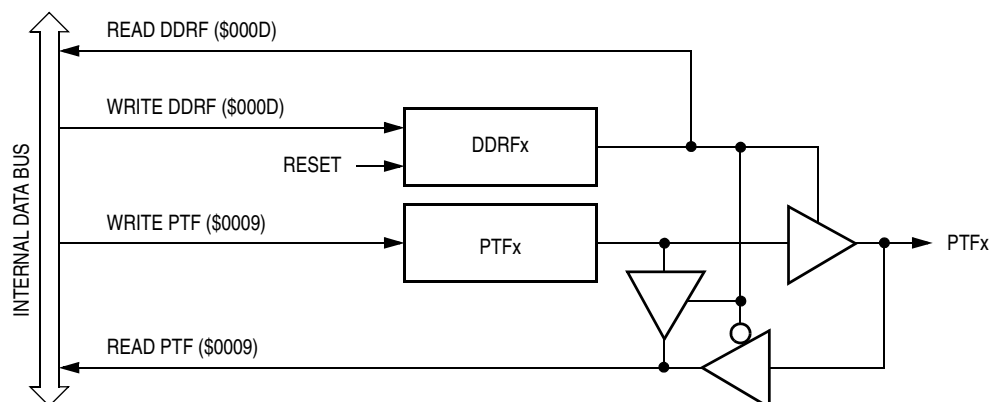 READ DDRF ($000D)
WRITE DDRF ($000D)
DDRFx
RESET
WRITE PTF ($0009)
PTFx
PTFx
READ PTF ($0009)
INTERNAL DATA BUS